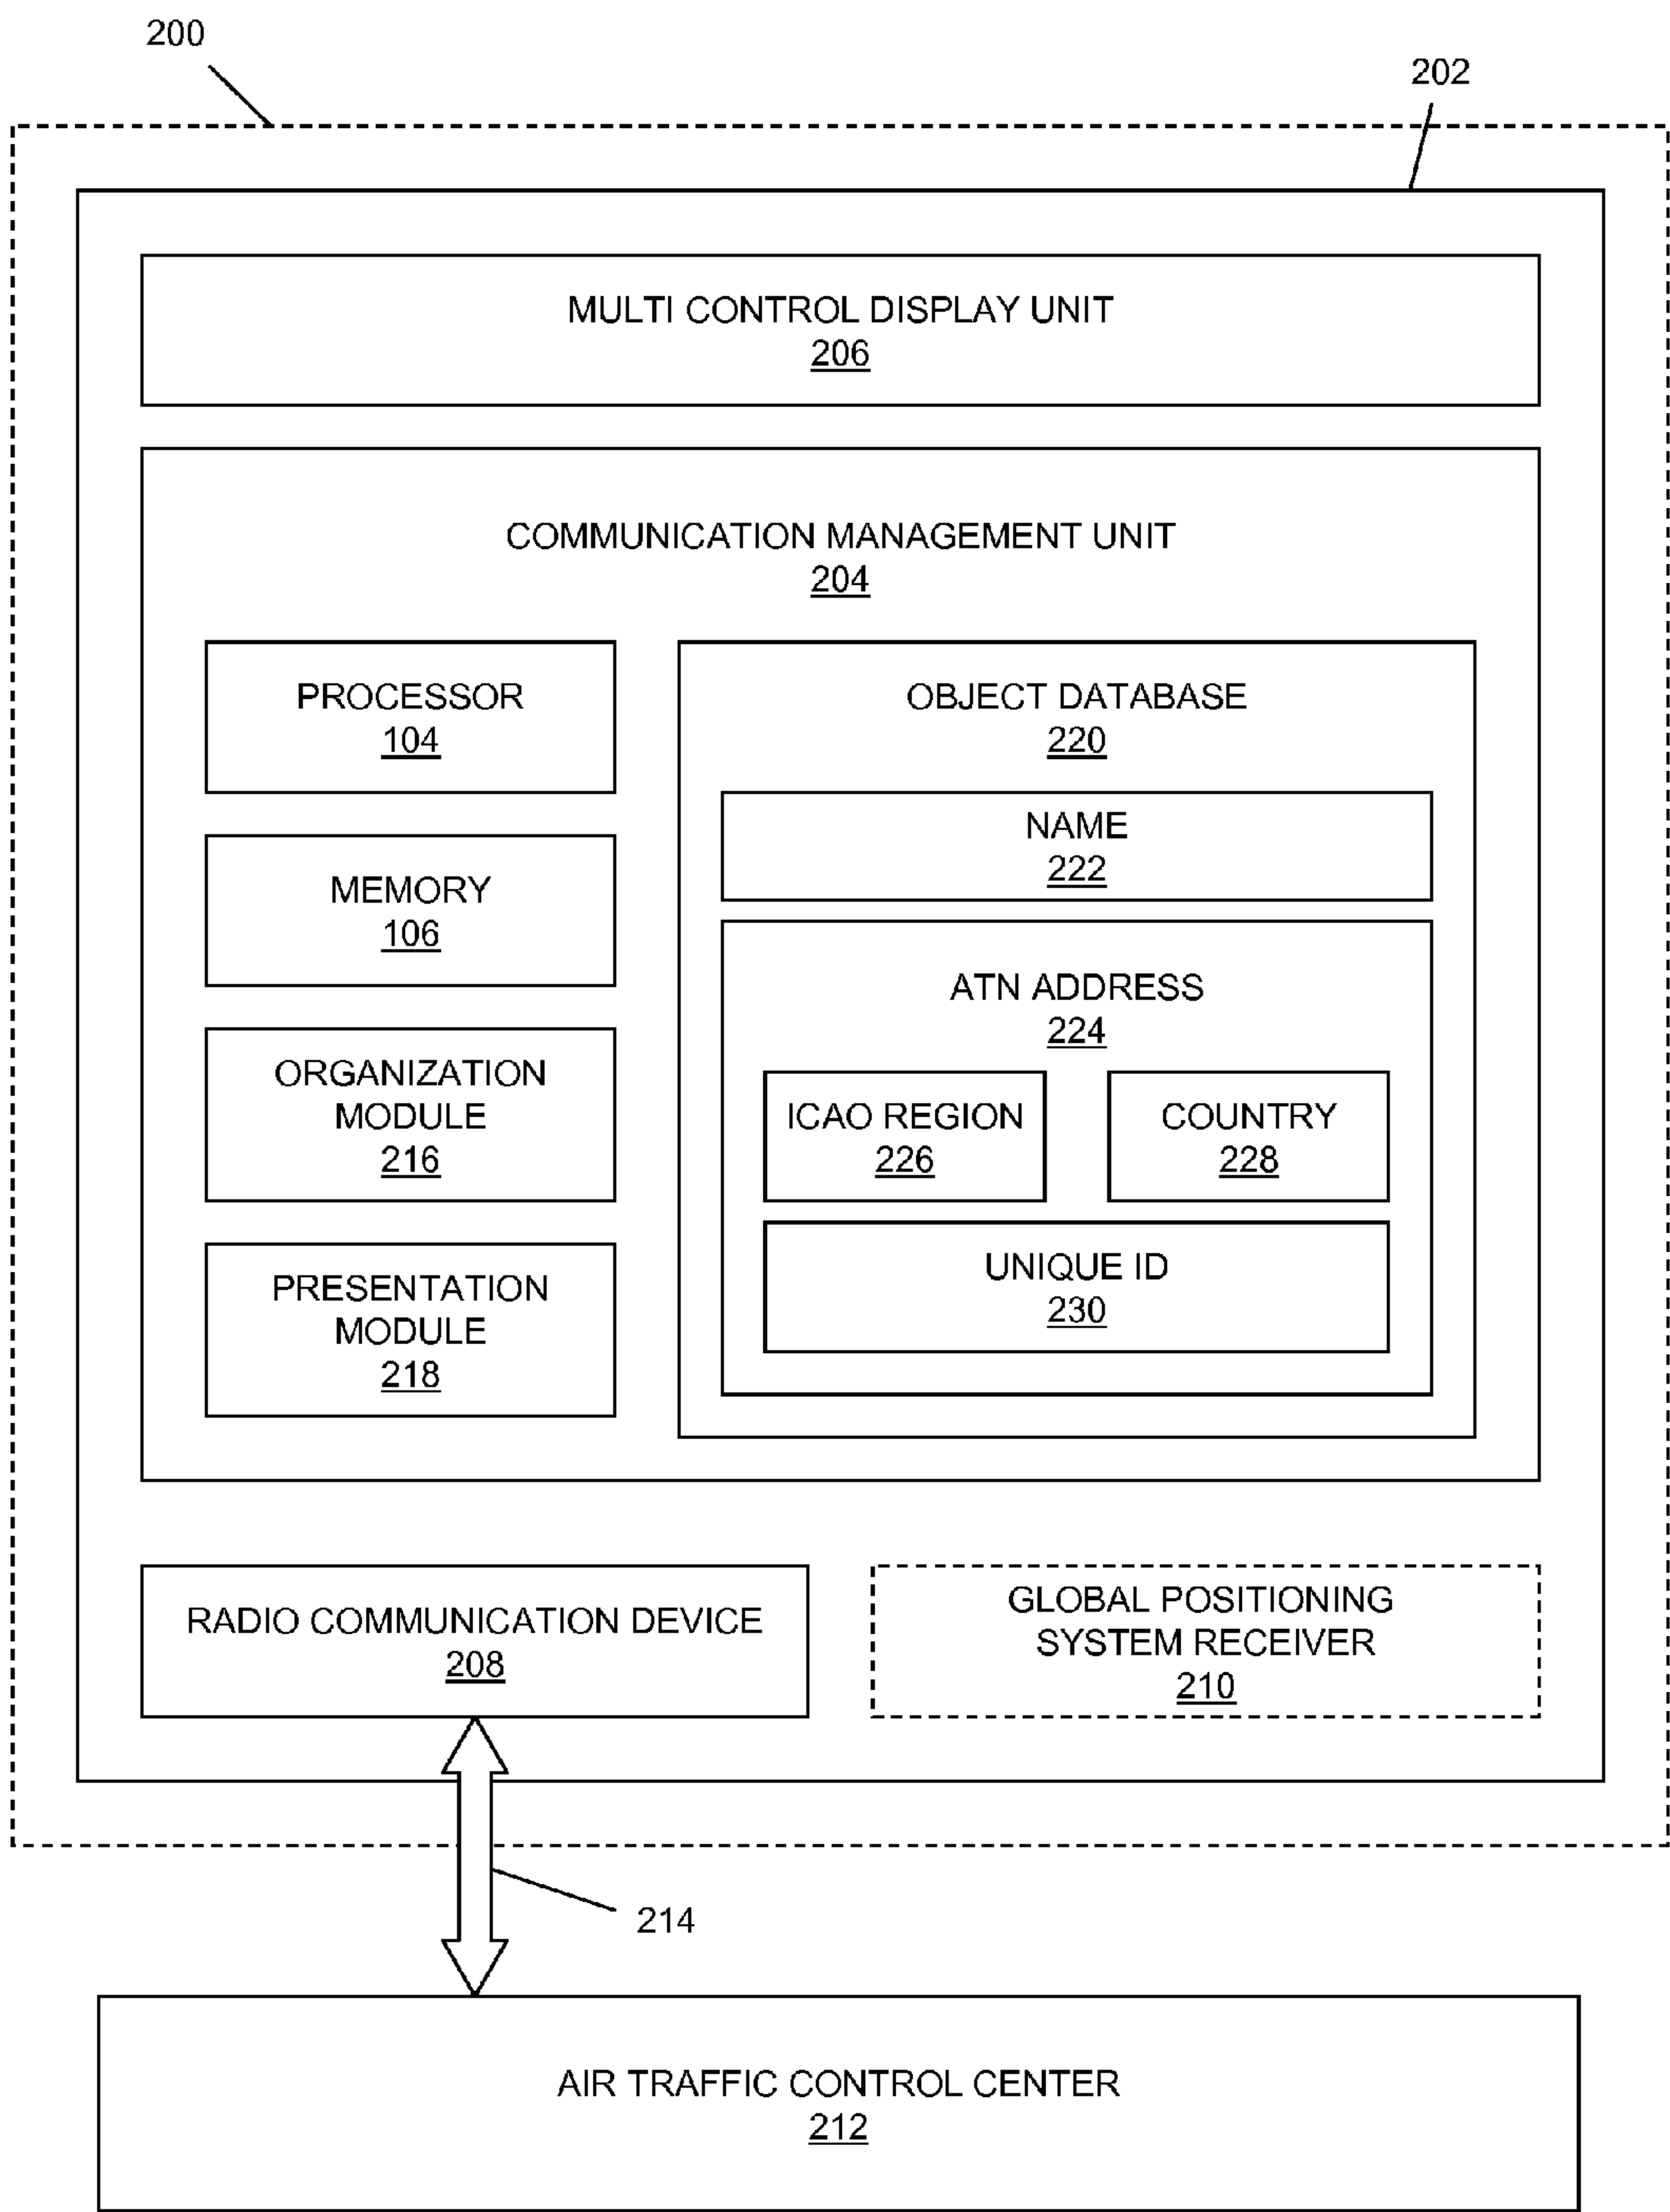 200
202
MULTI CONTROL DISPLAY UNIT
206
COMMUNICATION MANAGEMENT UNIT
204
PROCESSOR
104
MEMORY
106
ORGANIZATION
MODULE
216
PRESENTATION
MODULE
218
OBJECT DATABASE
220
NAME
222
ATN ADDRESS
224
ICAO REGION
226
COUNTRY
228
UNIQUE ID
230
RADIO COMMUNICATION DEVICE
208
GLOBAL POSITIONING
SYSTEM RECEIVER
210
214
AIR TRAFFIC CONTROL CENTER
212